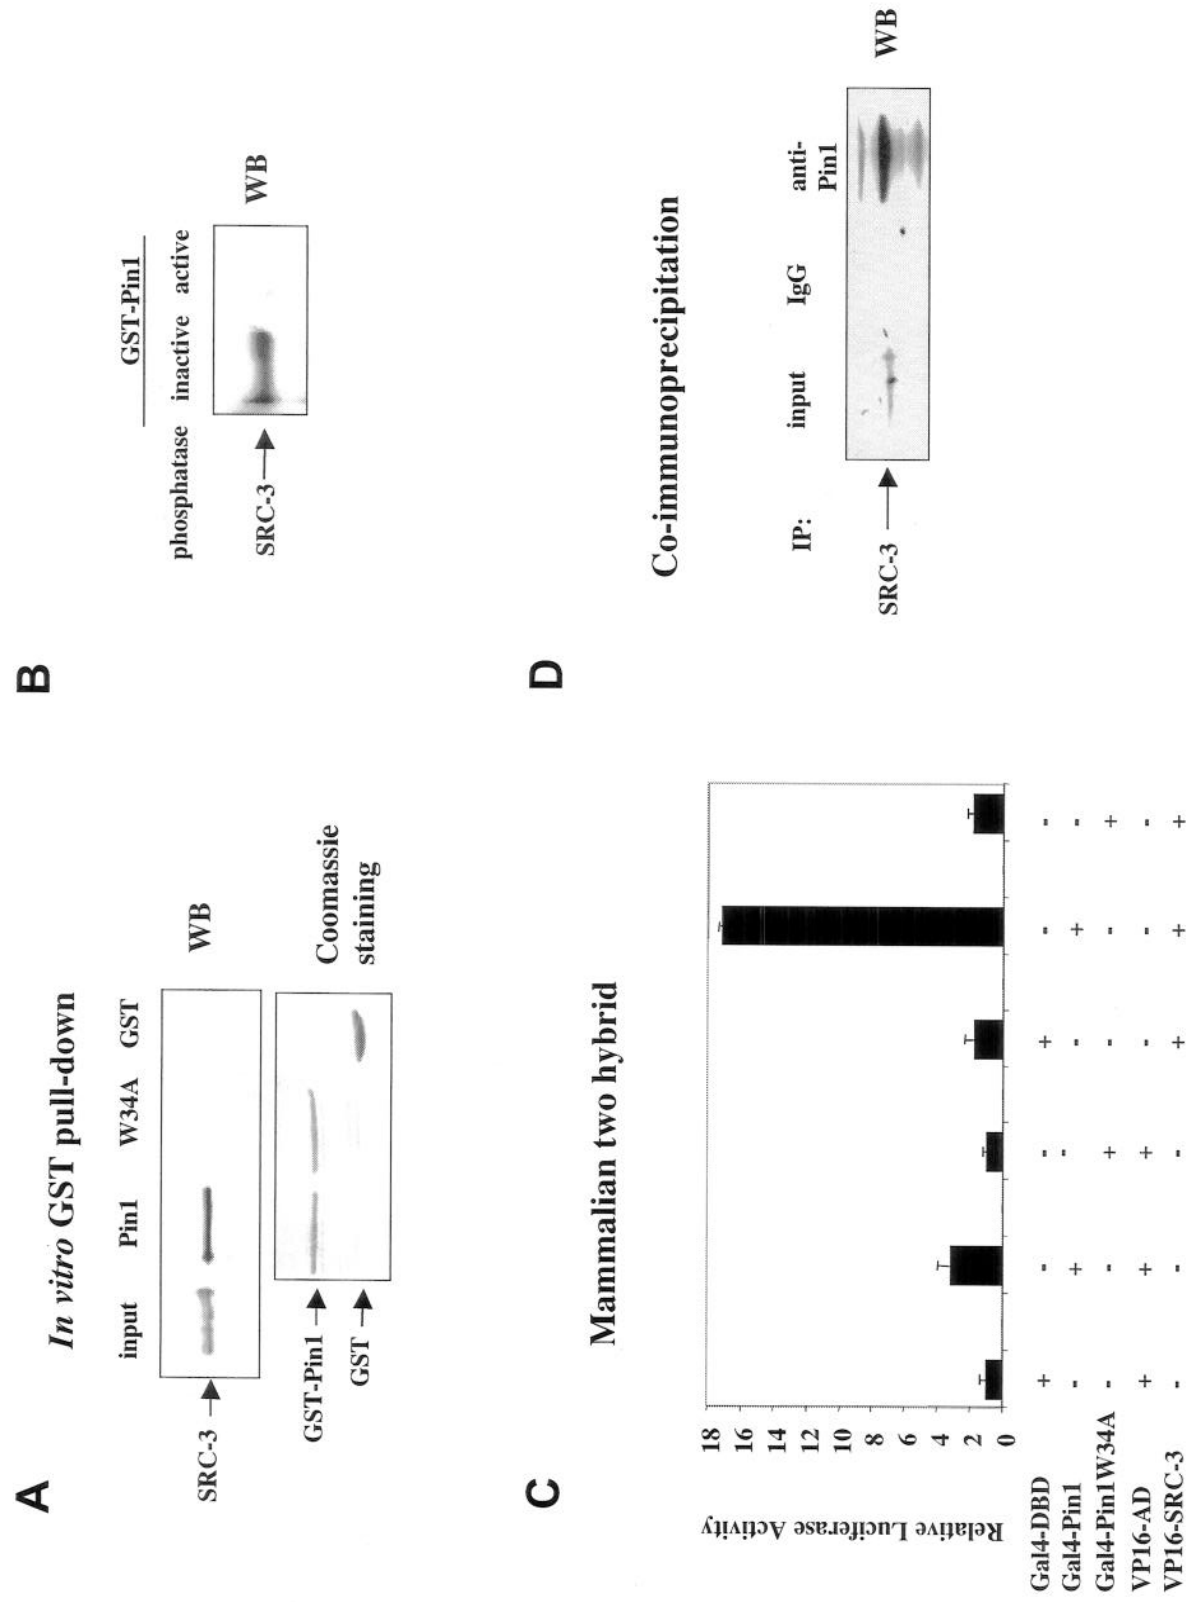 A
In vitro GST pull-down
input Pin1 W34A GST
SRC-3
WB
GST-Pin1
GST
Coomassie
staining
B
GST-Pin1
phosphatase inactive active
SRC-3
WB
C
Mammalian two hybrid
Relative Luciferase Activity
18
16
14
12
10
8
6
4
2
0
Gal4-DBD + - - + - -
Gal4-Pin1 - + - - + -
Gal4-Pin1W34A - - + - - +
VP16-AD + + + - - -
VP16-SRC-3 - - - + + +
D
Co-immunoprecipitation
IP: input IgG anti-
Pin1
SRC-3
WB